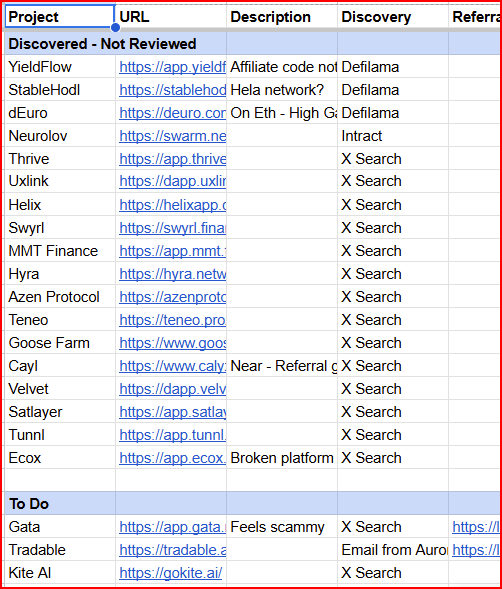 Project URL Description Discovery Referra
Discovered - Not Reviewed
YieldFlow https://app.yieldf Affiliate code not Defilama
StableHodl https://stablehod Hela network? Defilama
dEuro https://deuro.com On Eth - High Ga Defilama
Neurolov https://swarm.ne Intract
Thrive https://app.thrive X Search
Uxlink https://dapp.uxlin X Search
Helix https://helixapp.c X Search
Swyrl https://swyrl.finar X Search
MMT Finance https://app.mmt. X Search
Hyra https://hyra.netw X Search
Azen Protocol https://azenproto X Search
Teneo https://teneo.pro X Search
Goose Farm https://www.goos X Search
Cayl https://www.caly Near - Referral g X Search
Velvet https://dapp.velv X Search
Satlayer https://app.satlay X Search
Tunnl https://app.tunnl. X Search
Ecox https://app.ecox. Broken platform X Search
To Do
Gata https://app.gata. Feels scammy X Search https://l
Tradable https://tradable.a Email from Auror https://l
Kite AI https://gokite.ai/ X Search